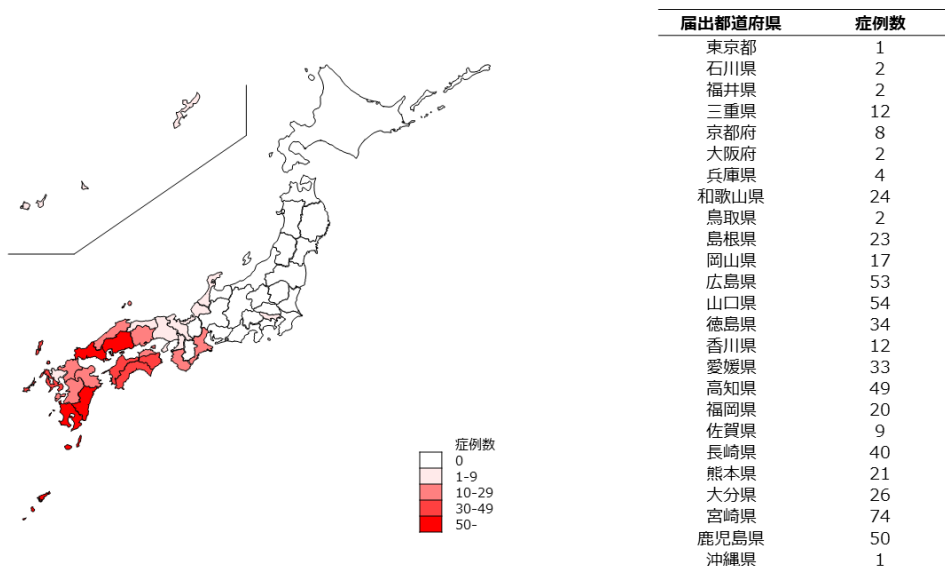 届出都道府県 症例数
東京都 1
石川県 2
福井県 2
三重県 12
京都府 8
大阪府 2
兵庫県 4
和歌山県 24
鳥取県 2
島根県 23
岡山県 17
広島県 53
山口県 54
徳島県 34
香川県 12
愛媛県 33
高知県 49
福岡県 20
佐賀県 9
長崎県 40
熊本県 21
大分県 26
宮崎県 74
鹿児島県 50
沖縄県 1
症例数
0
1-9
10-29
30-49
50-